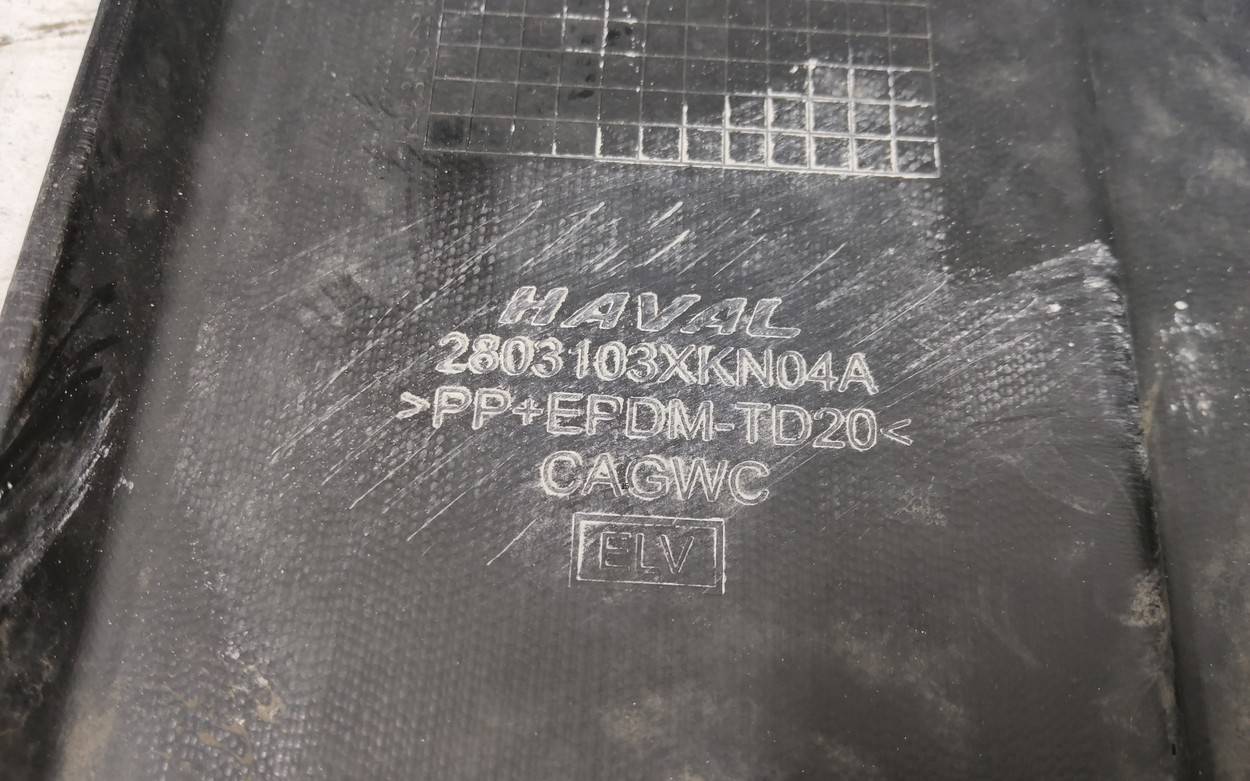 HAVAL
2803103XKN04A
>PP+EPDM-TD20<
CAGWC
ELV